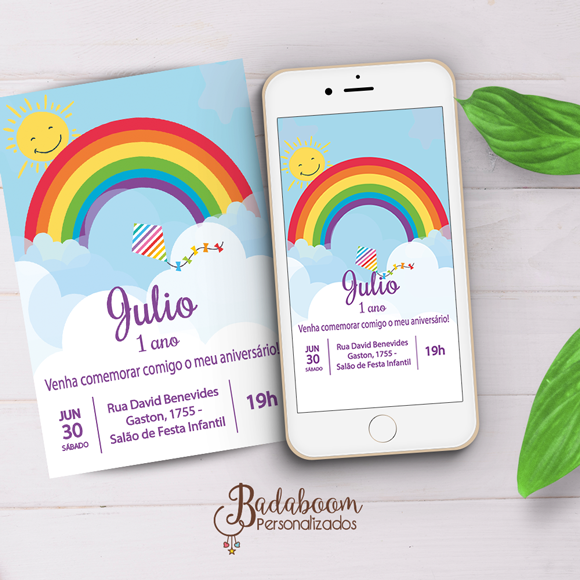 Julio
1 ano
Venha comemorar comigo o meu aniversário!
JUN
30
SÁBADO
Rua David Benevides
Gaston, 1755 -
Salão de Festa Infantil
19h
Julio
1 ano
Venha comemorar comigo o meu aniversário!
JUN
30
SÁBADO
Rua David Benevides
Gaston, 1755 -
Salão de Festa Infantil
19h
Badaboom
Personalizados